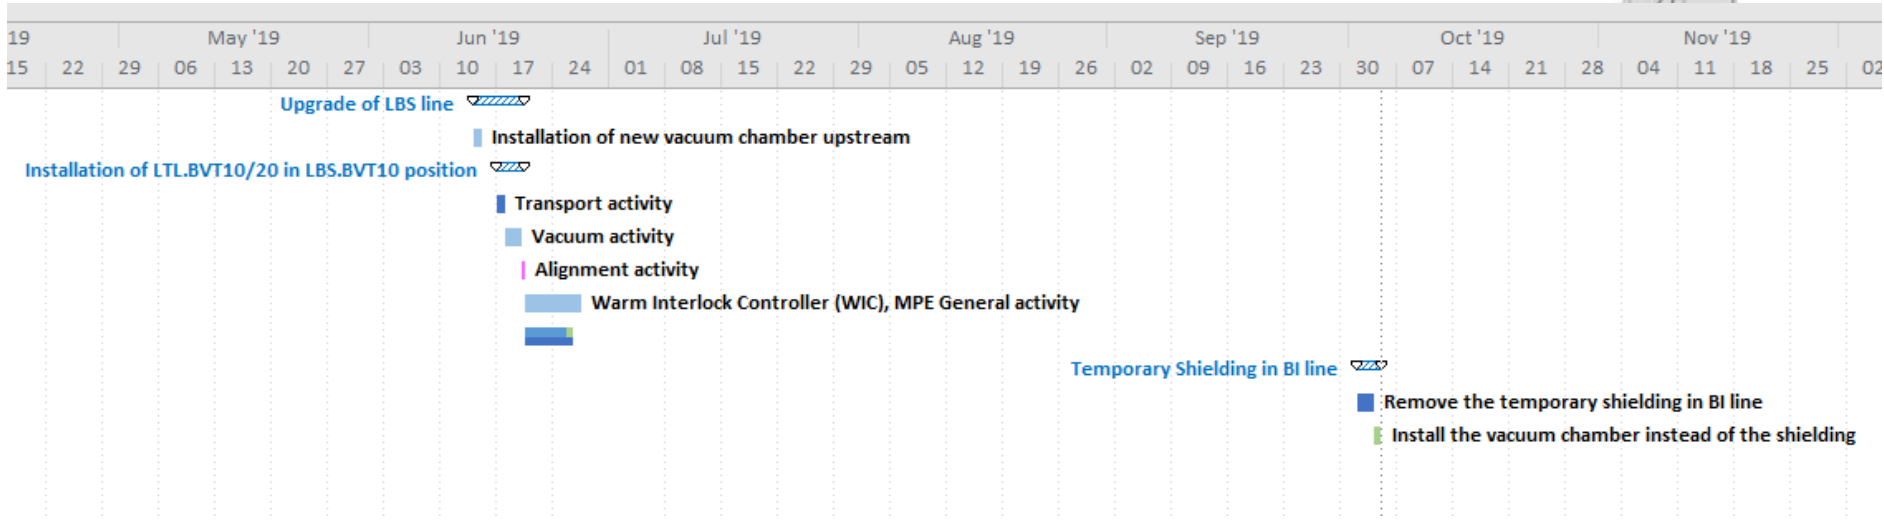 19 May '19 Jun '19 Jul '19 Aug '19 Sep '19 Oct '19 Nov '19
15 22 29 06 13 20 27 03 10 17 24 01 08 15 22 29 05 12 19 26 02 09 16 23 30 07 14 21 28 04 11 18 25 02
Upgrade of LBS line
Installation of new vacuum chamber upstream
Installation of LTL.BVT10/20 in LBS.BVT10 position
Transport activity
Vacuum activity
Alignment activity
Warm Interlock Controller (WIC), MPE General activity
Temporary Shielding in BI line
Remove the temporary shielding in BI line
Install the vacuum chamber instead of the shielding